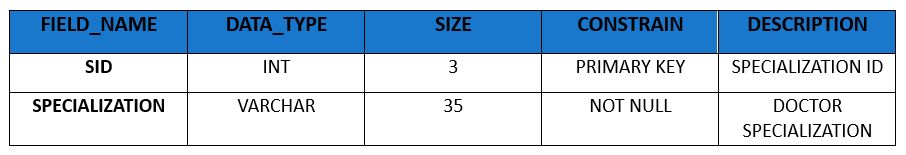 FIELD_NAME DATA_TYPE SIZE CONSTRAIN DESCRIPTION
SID INT 3 PRIMARY KEY SPECIALIZATION ID
SPECIALIZATION VARCHAR 35 NOT NULL DOCTOR
SPECIALIZATION